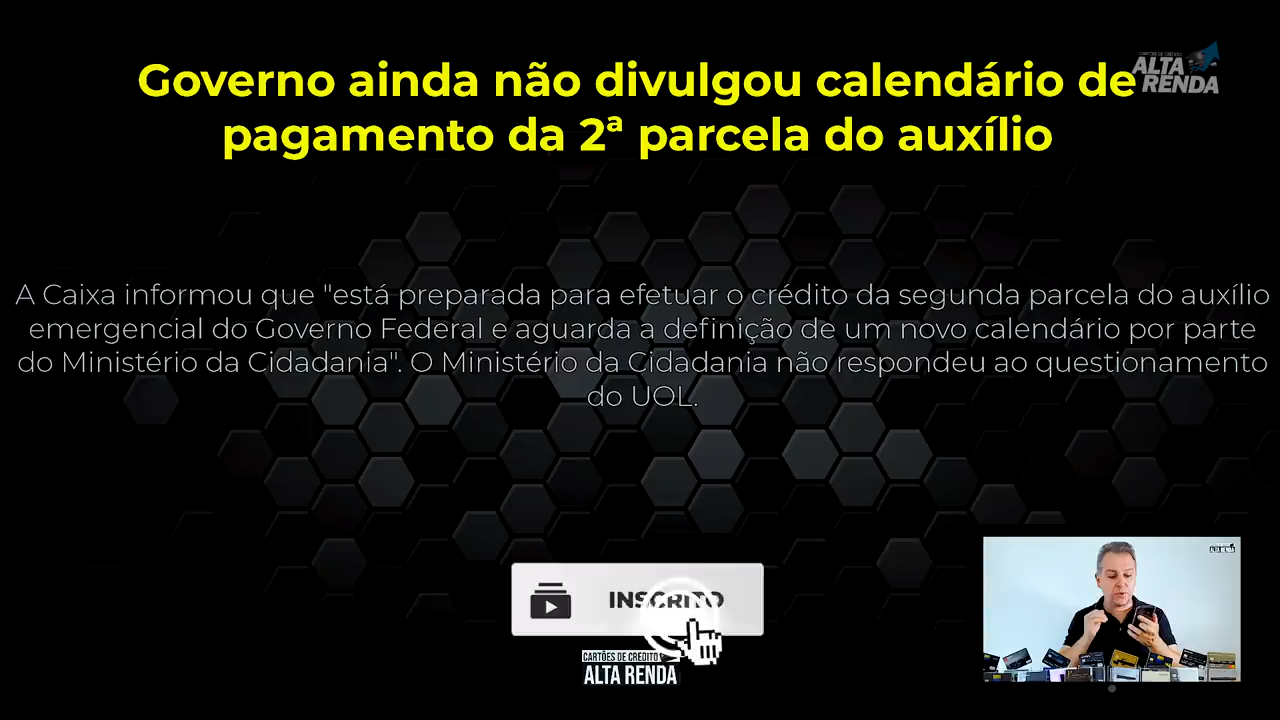 Governo ainda não divulgou calendário de
pagamento da 2ª parcela do auxílio
ALTA
RENDA
A Caixa informou que "está preparada para efetuar o crédito da segunda parcela do auxílio
emergencial do Governo Federal e aguarda a definição de um novo calendário por parte
do Ministério da Cidadania". O Ministério da Cidadania não respondeu ao questionamento
do UOL.
INSCRITO
CARTÕES DE CRÉDITO
ALTA RENDA